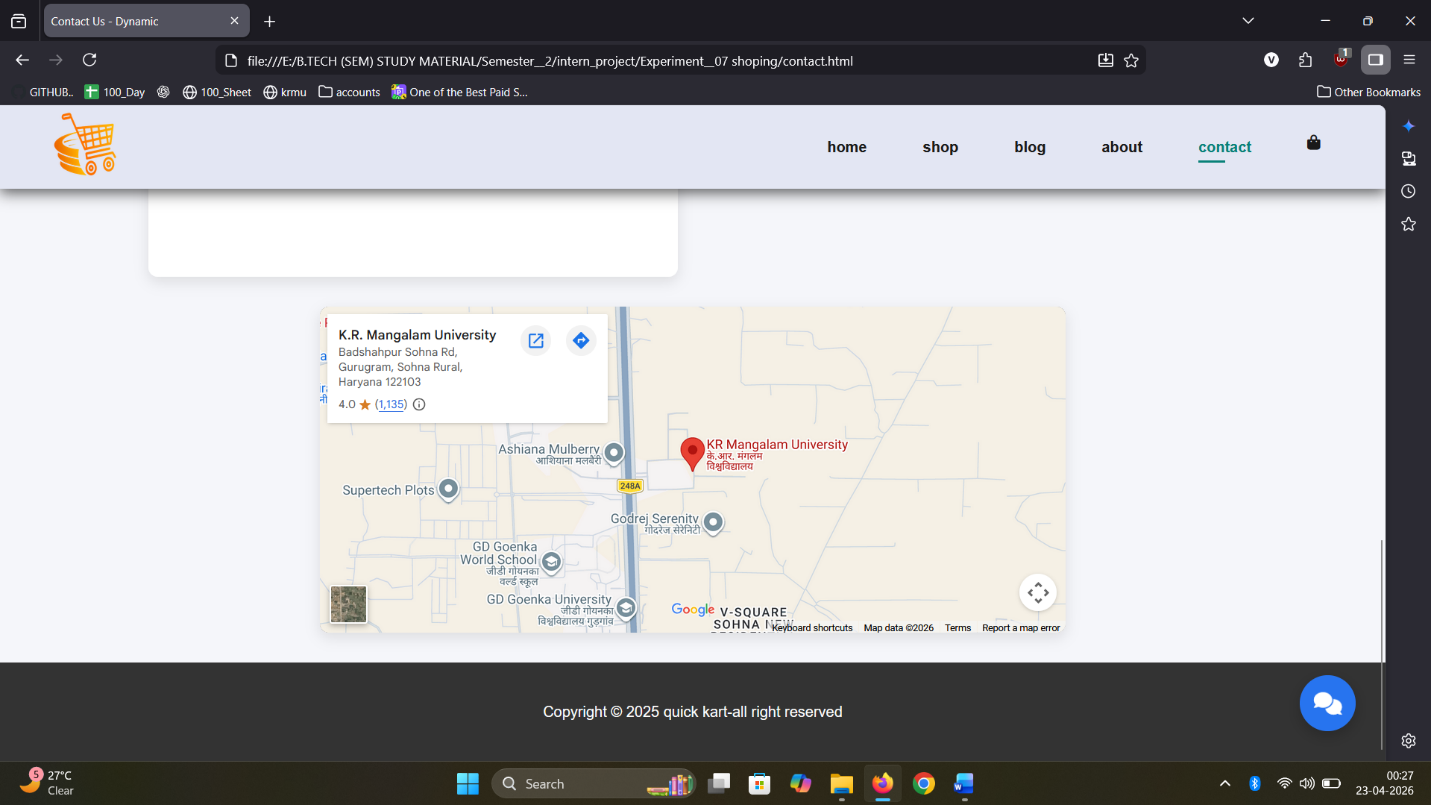 Contact Us - Dynamic
file:///E:/B.TECH (SEM) STUDY MATERIAL/Semester__2/intern_project/Experiment__07 shoping/contact.html
V
1
GITHUB..
100_Day
100_Sheet
krmu
accounts
One of the Best Paid S...
Other Bookmarks
home
shop
blog
about
contact
K.R. Mangalam University
Badshahpur Sohna Rd,
Gurugram, Sohna Rural,
Haryana 122103
4.0 ★ (1,135)
KR Mangalam University
के.आर. मंगलम
विश्वविद्यालय
Ashiana Mulberry
आशियाना मलबैरी
248A
Supertech Plots
Godrej Serenity
गोदरेज सेरेनिटी
GD Goenka
World School
जीडी गोयनका
वर्ल्ड स्कूल
GD Goenka University
जीडी गोयनका
विश्वविद्यालय गुड़गांव
Google
V-SQUARE
SOHNA NEW
Keyboard shortcuts
Map data ©2026
Terms
Report a map error
Copyright © 2025 quick kart-all right reserved
5
27°C
Clear
Search
W
00:27
23-04-2026